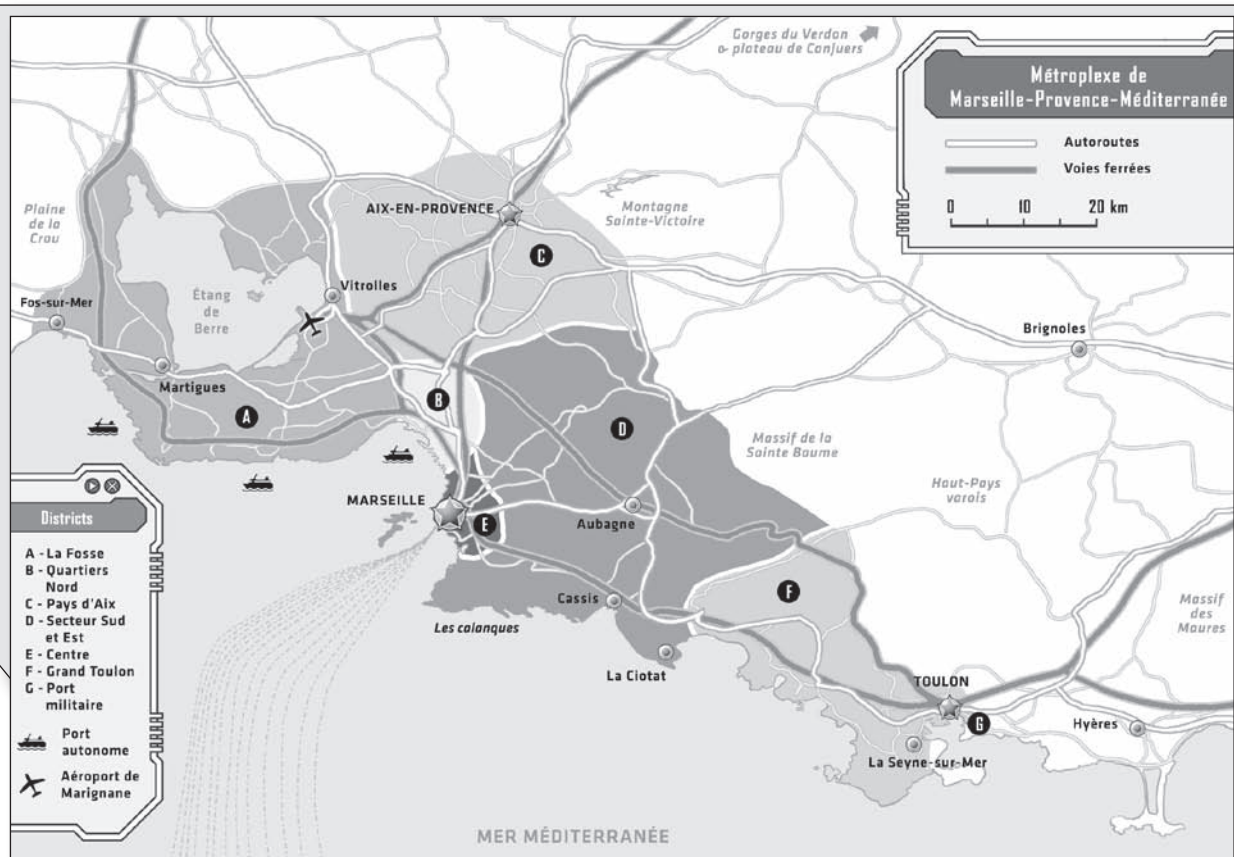 Gorges du Verdon
& plateau de Canjuers
Métroplexe de
Marseille-Provence-Méditerranée
Autoroutes
Voies ferrées
0 10 20 km
Plaine
de la
Crau
AIX-EN-PROVENCE
Montagne
Sainte-Victoire
C
Vitrolles
Étang
de
Berre
Fos-sur-Mer
Brignoles
Martigues
B
A
D
Massif de la
Sainte Baume
Haut-Pays
varois
MARSEILLE
E
Aubagne
Cassis
F
Massif
des
Maures
Les calanques
La Ciotat
TOULON
G
Hyères
La Seyne-sur-Mer
MER MÉDITERRANÉE
Districts
A - La Fosse
B - Quartiers
Nord
C - Pays d'Aix
D - Secteur Sud
et Est
E - Centre
F - Grand Toulon
G - Port
militaire
Port
autonome
Aéroport de
Marignane